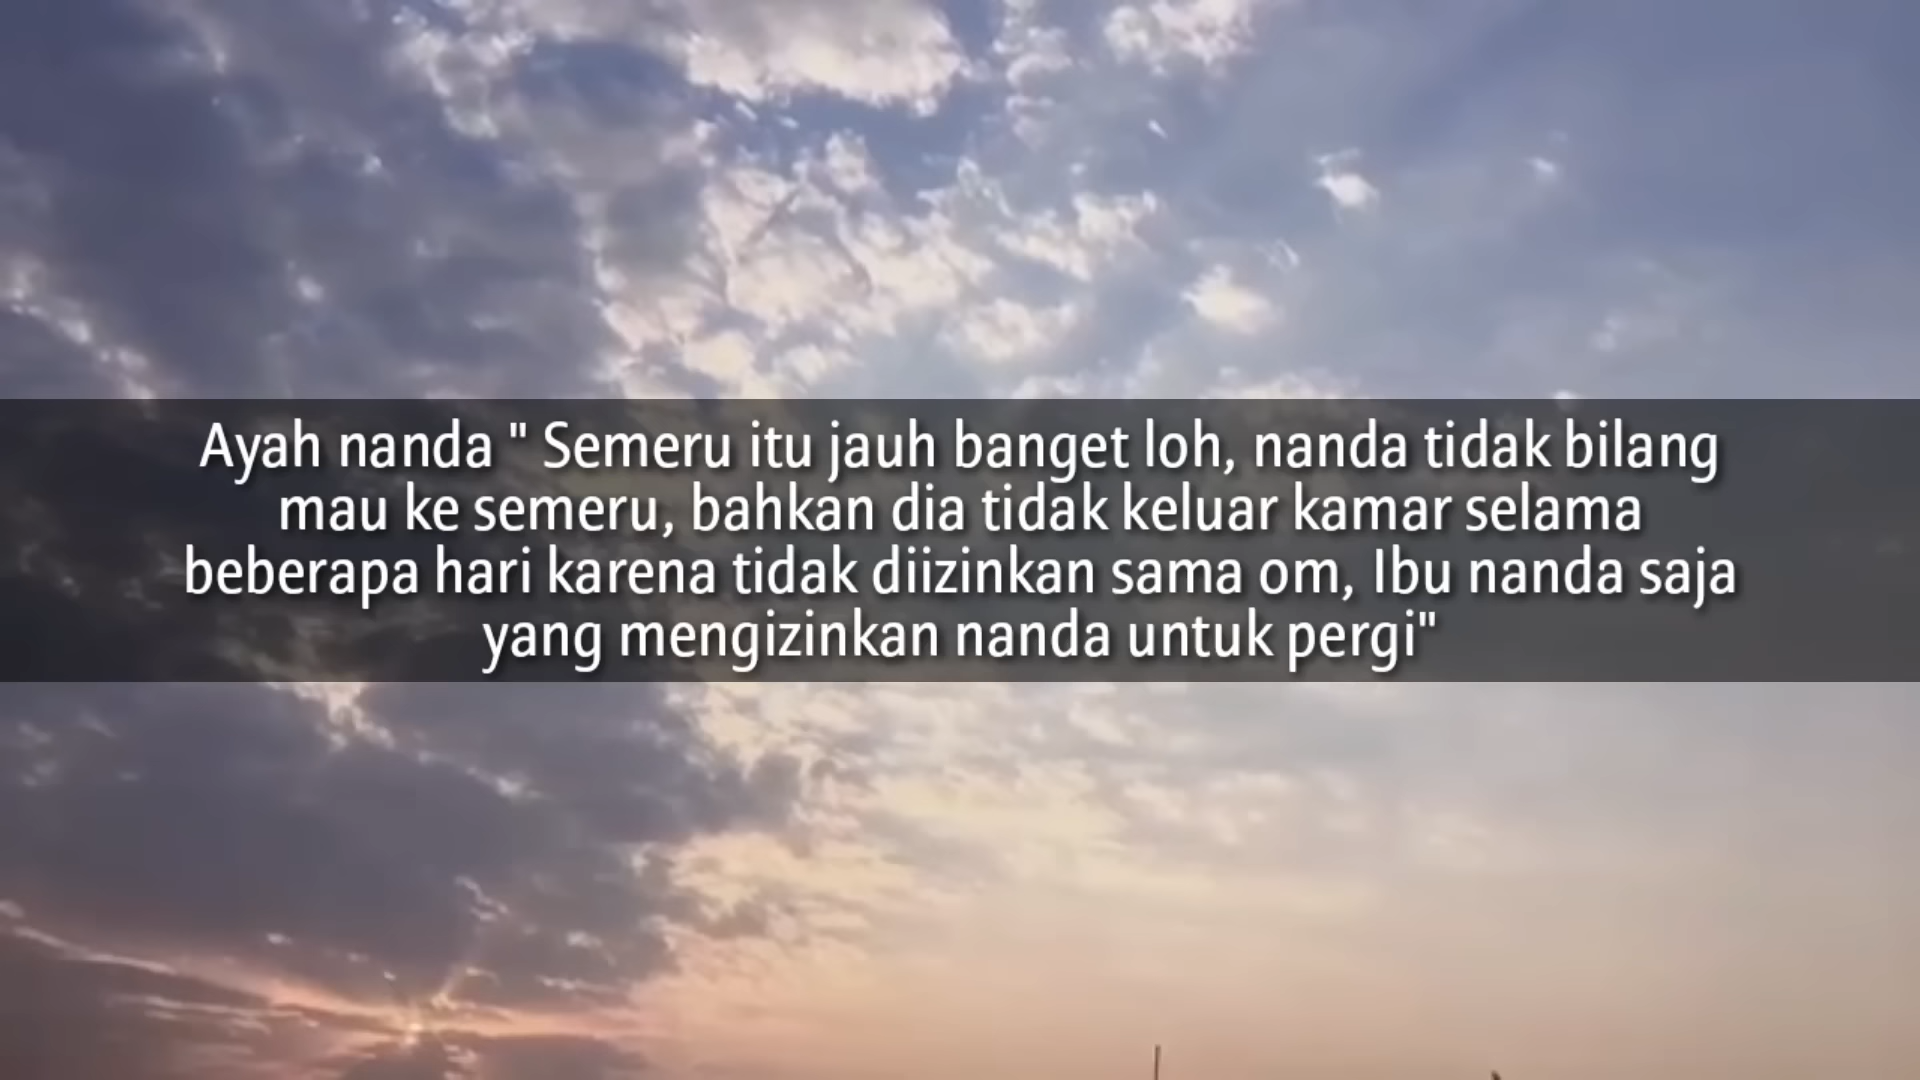 Ayah nanda " Semeru itu jauh banget loh, nanda tidak bilang
mau ke semeru, bahkan dia tidak keluar kamar selama
beberapa hari karena tidak diizinkan sama om, Ibu nanda saja
yang mengizinkan nanda untuk pergi"